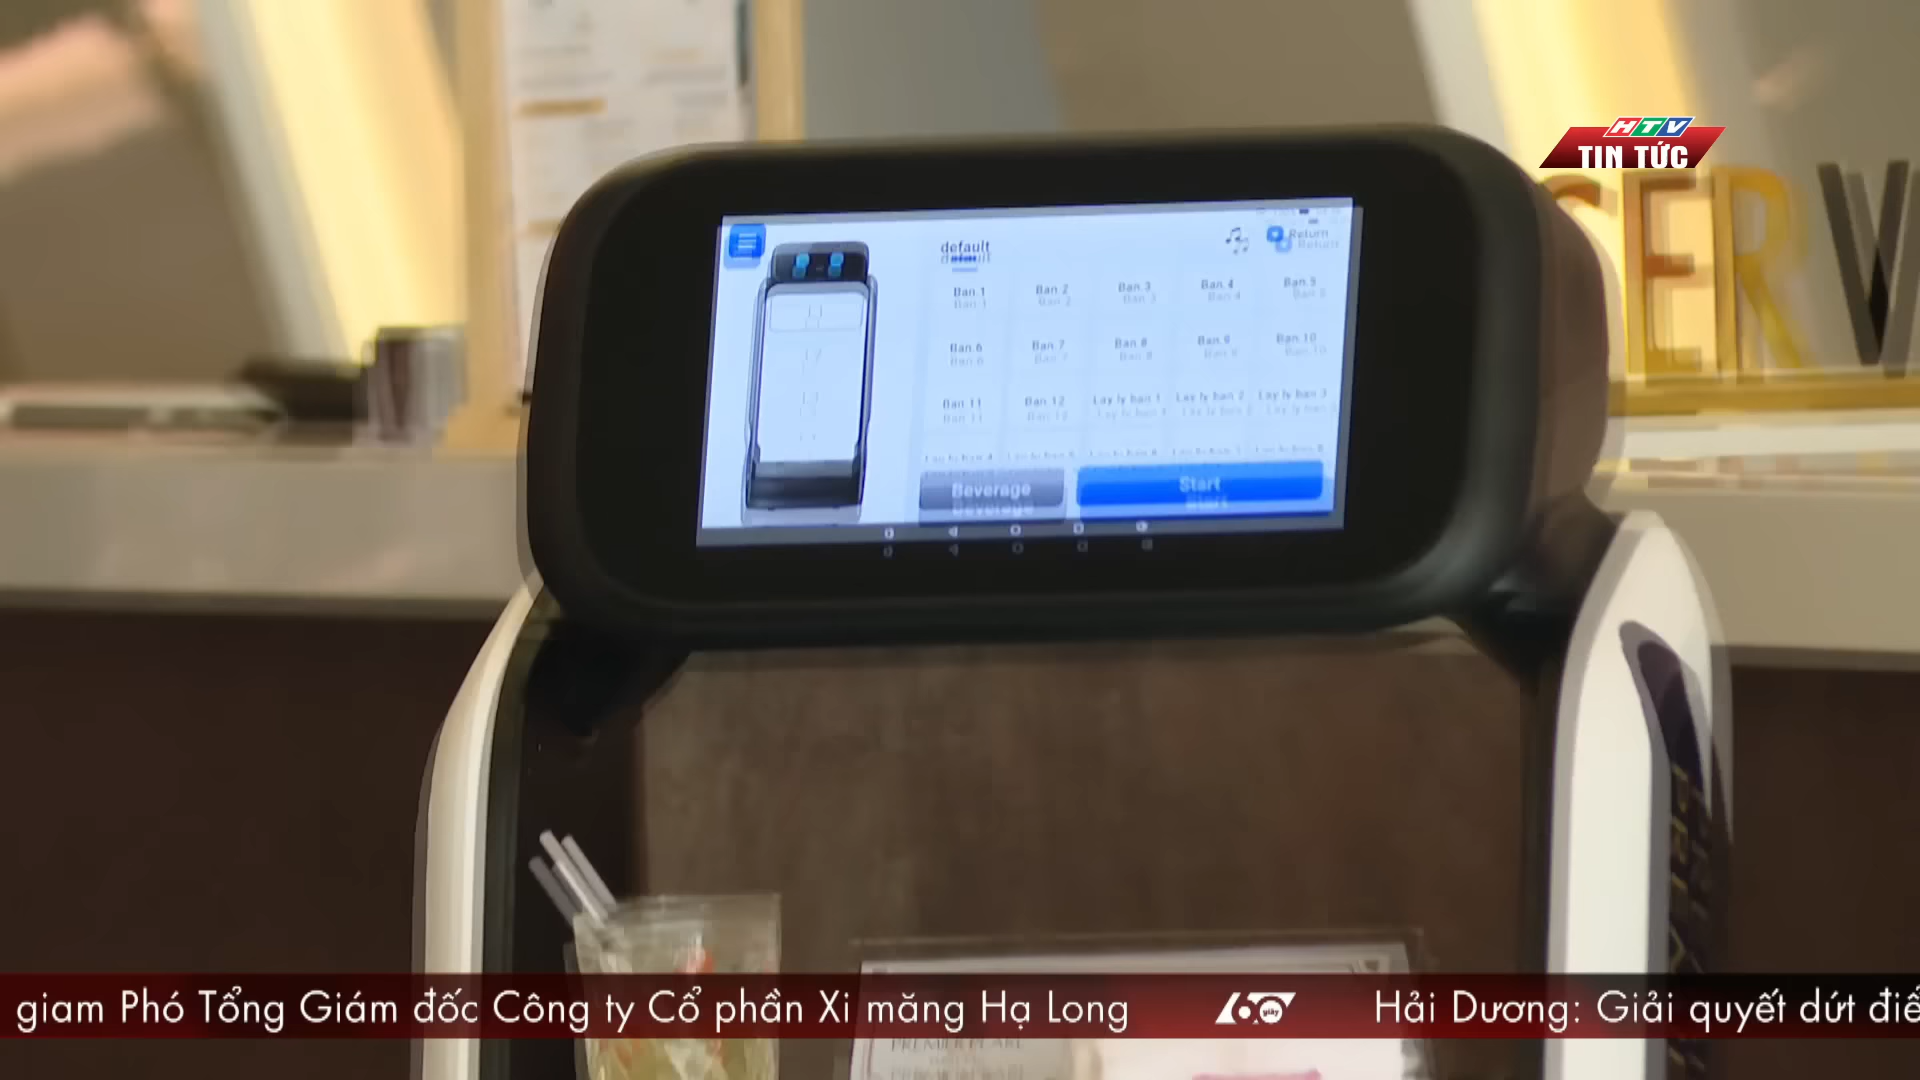 HTV
TIN TỨC
SERV
default
Return
Ban 1 Ban 2 Ban 3 Ban 4 Ban 5
Ban 6 Ban 7 Ban 8 Ban 9 Ban 10
Ban 11 Ban 12 Lay ly ban 1 Lay ly ban 2 Lay ly ban 3
Beverage Start
giam Phó Tổng Giám đốc Công ty Cổ phần Xi măng Hạ Long 60 giây Hải Dương: Giải quyết dứt điể